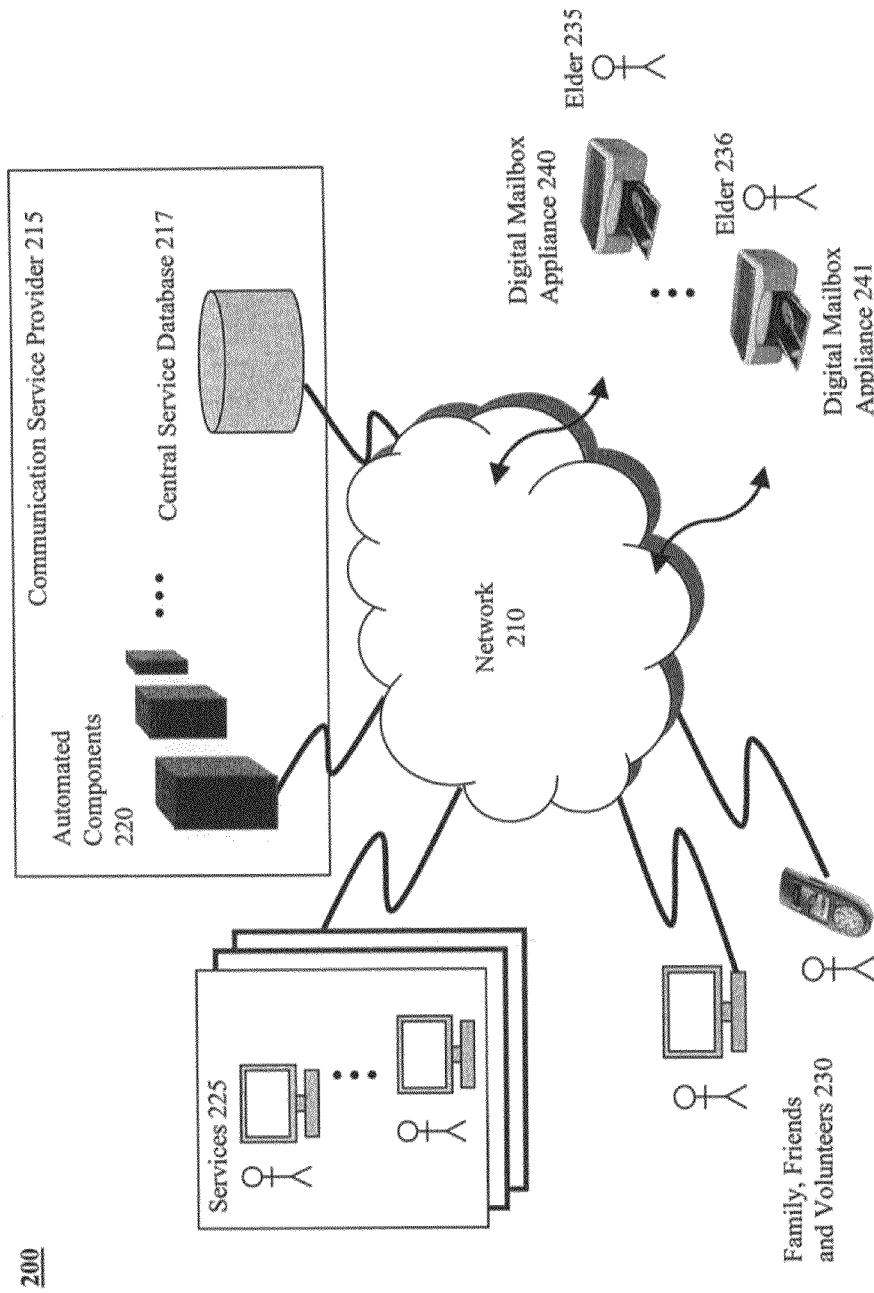 200
Communication Service Provider 215
Automated
Components
220
Central Service Database 217
Services 225
Network
210
Digital Mailbox
Appliance 240
Elder 235
Elder 236
Digital Mailbox
Appliance 241
Family, Friends
and Volunteers 230